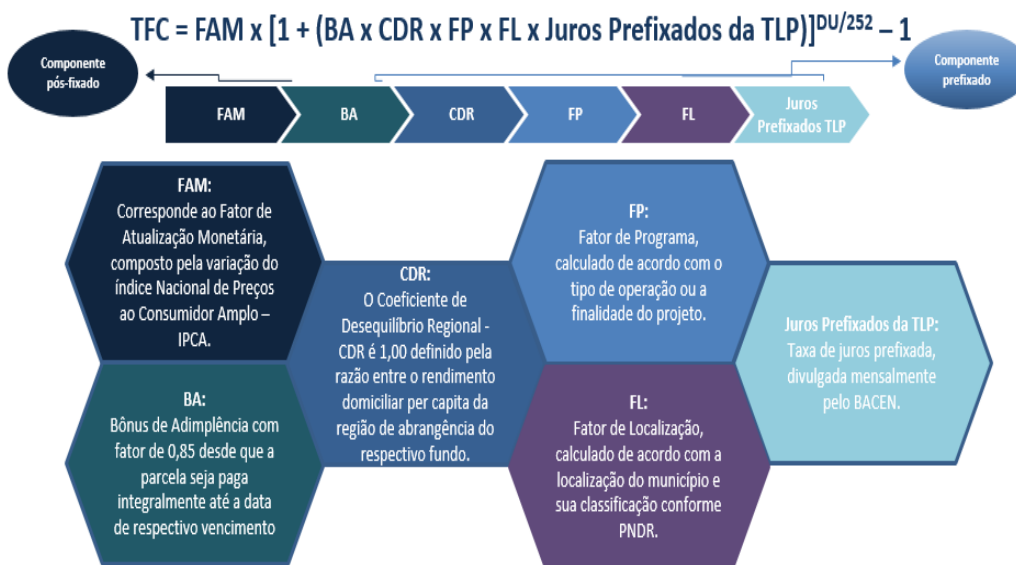 TFC = FAM x [1 + (BA x CDR x FP x FL x Juros Prefixados da TLP)]^DU/252 – 1
Componente
pós-fixado
Componente
prefixado
FAM
BA
CDR
FP
FL
Juros
Prefixados TLP
FAM:
Corresponde ao Fator de
Atualização Monetária,
composto pela variação do
índice Nacional de Preços
ao Consumidor Amplo –
IPCA.
BA:
Bônus de Adimplência com
fator de 0,85 desde que a
parcela seja paga
integralmente até a data
de respectivo vencimento
CDR:
O Coeficiente de
Desequilíbrio Regional -
CDR é 1,00 definido pela
razão entre o rendimento
domiciliar per capita da
região de abrangência do
respectivo fundo.
FP:
Fator de Programa,
calculado de acordo com o
tipo de operação ou a
finalidade do projeto.
FL:
Fator de Localização,
calculado de acordo com a
localização do município e
sua classificação conforme
PNDR.
Juros Prefixados da TLP:
Taxa de juros prefixada,
divulgada mensalmente
pelo BACEN.